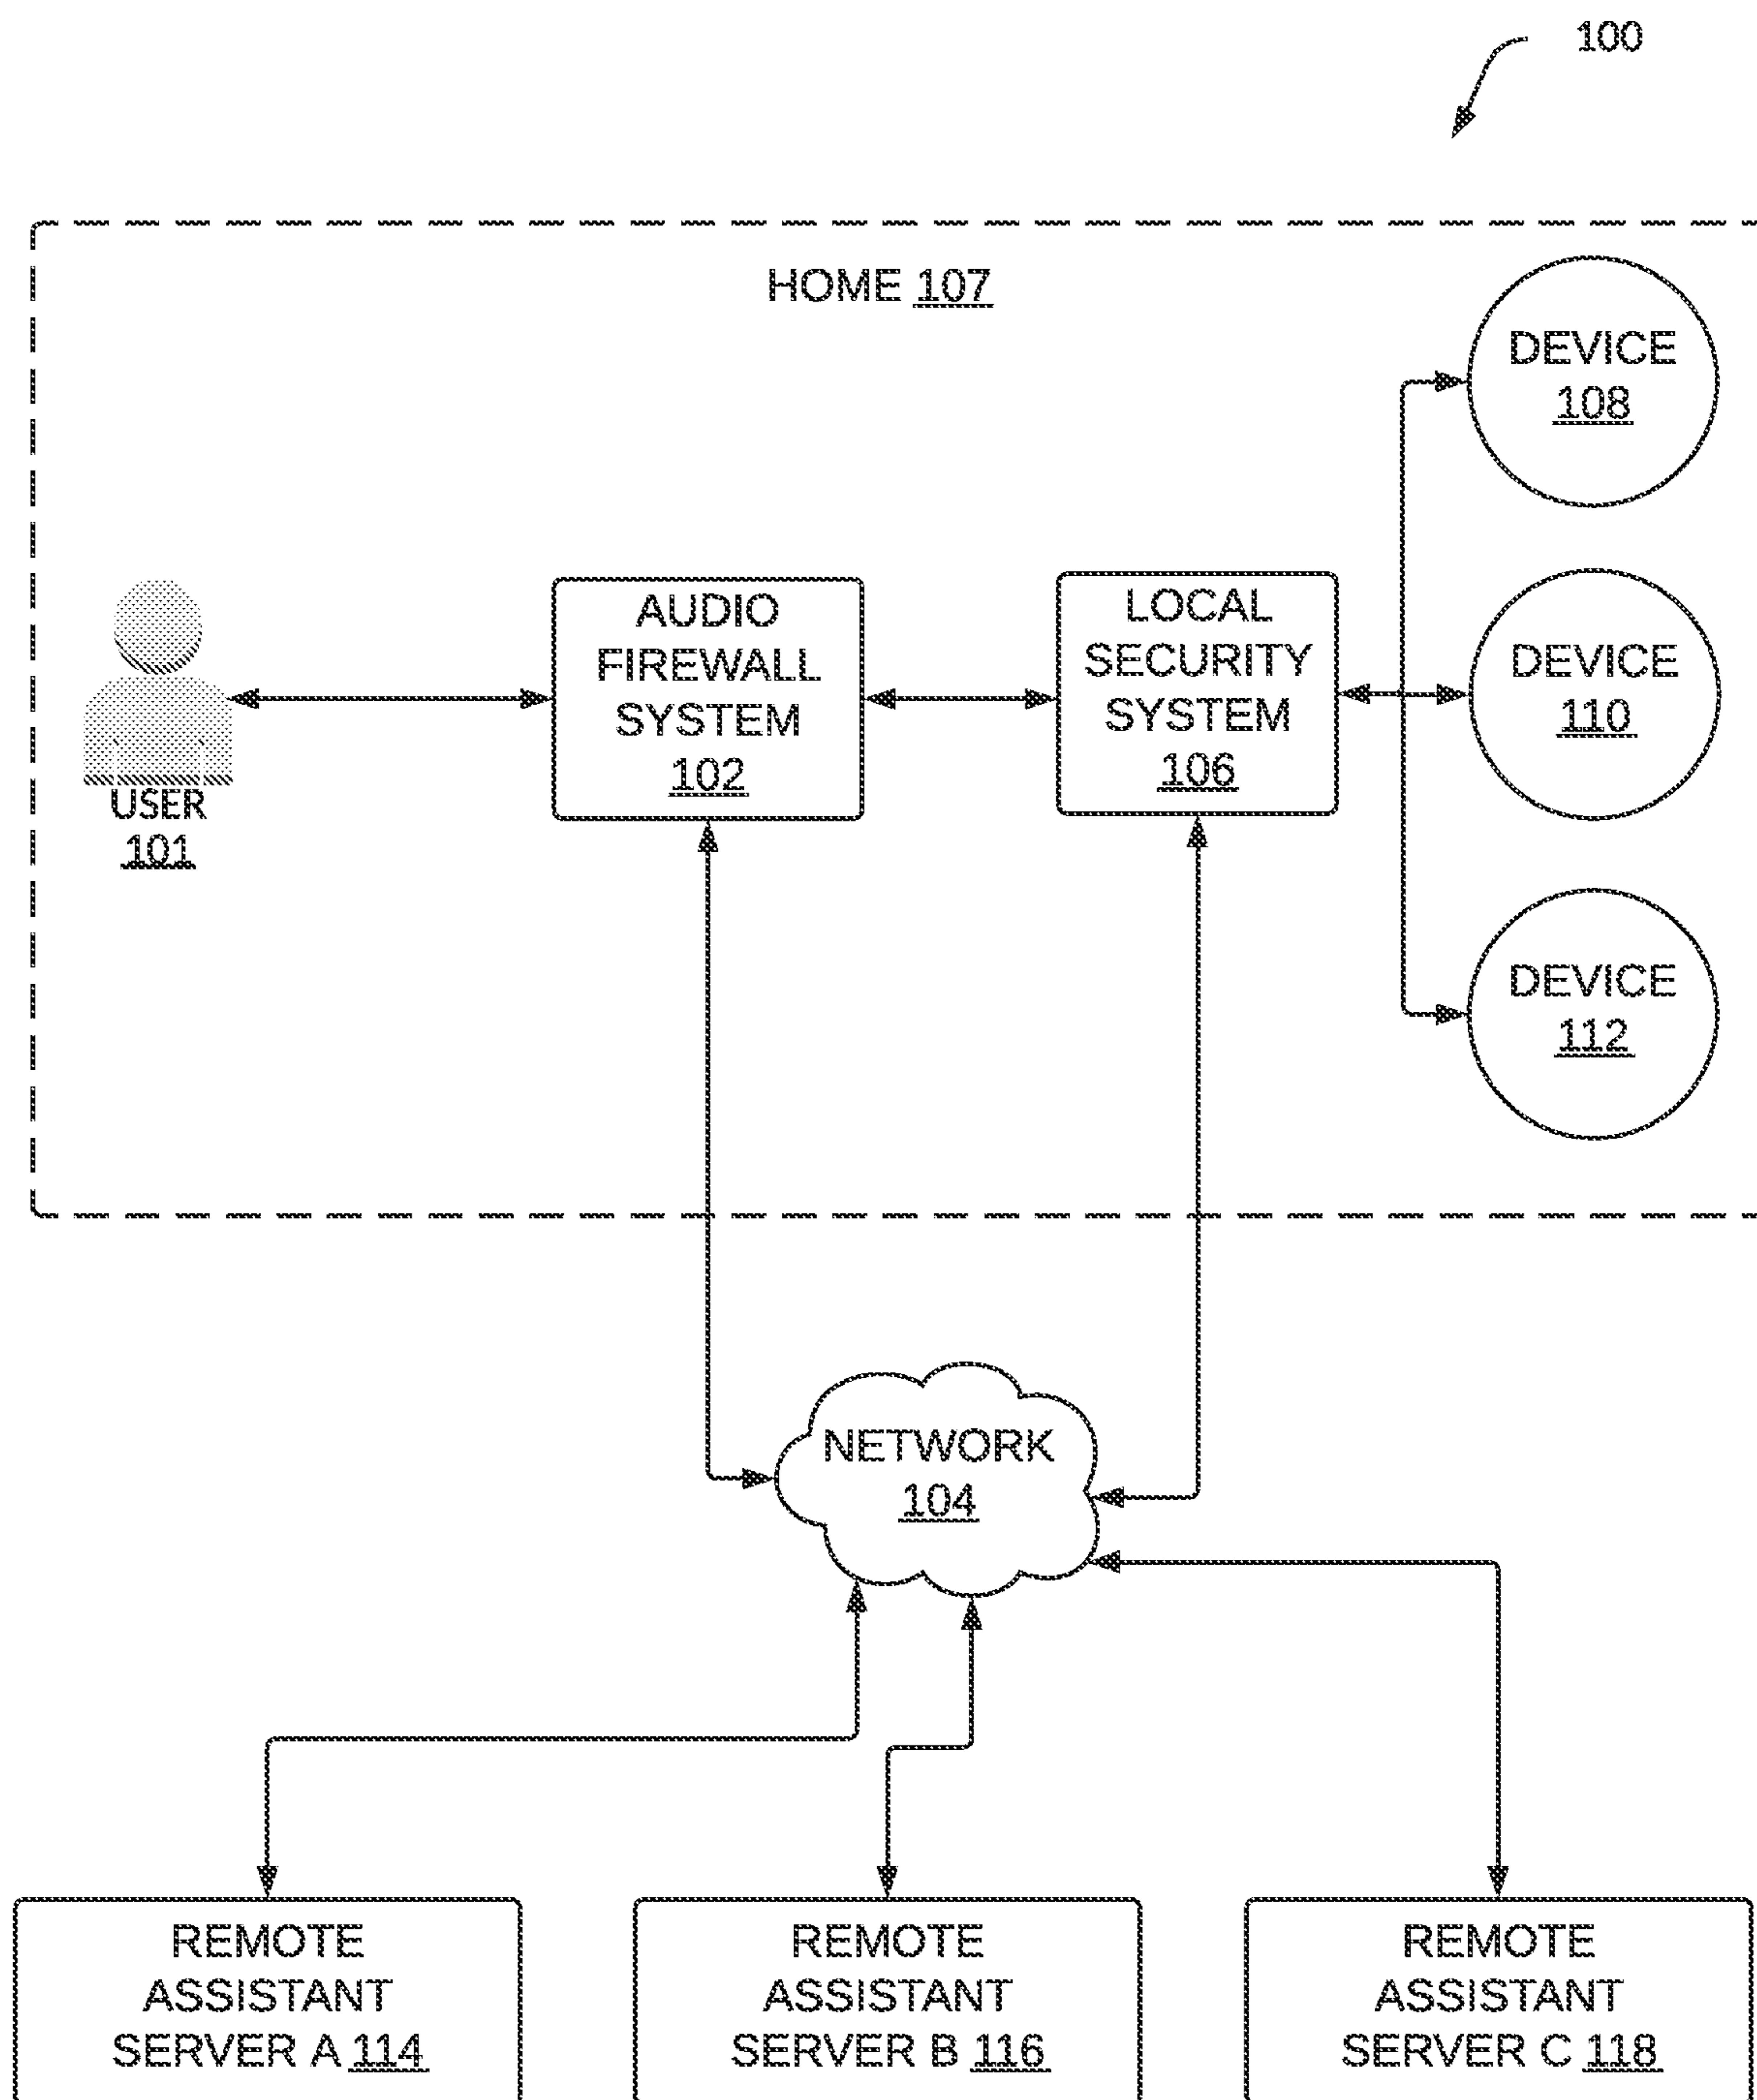 100
HOME 107
DEVICE
108
AUDIO
FIREWALL
SYSTEM
102
LOCAL
SECURITY
SYSTEM
106
DEVICE
110
USER
101
DEVICE
112
NETWORK
104
REMOTE
ASSISTANT
SERVER A 114
REMOTE
ASSISTANT
SERVER B 116
REMOTE
ASSISTANT
SERVER C 118